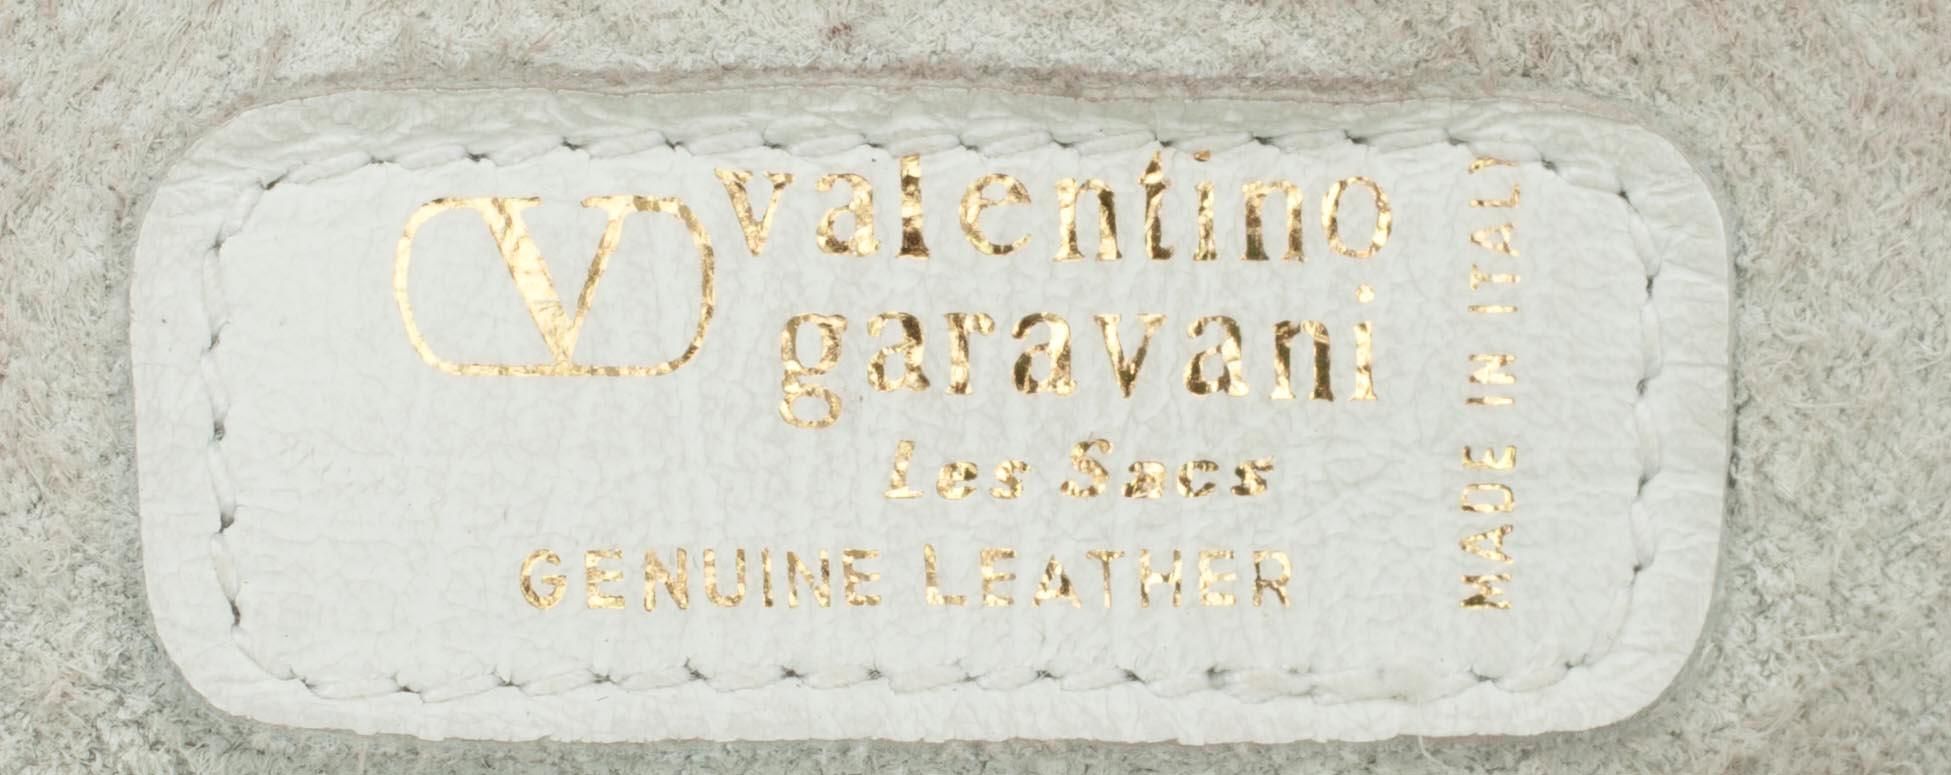 V valentino
garavani
Les Sacs
GENUINE LEATHER
MADE IN ITALY